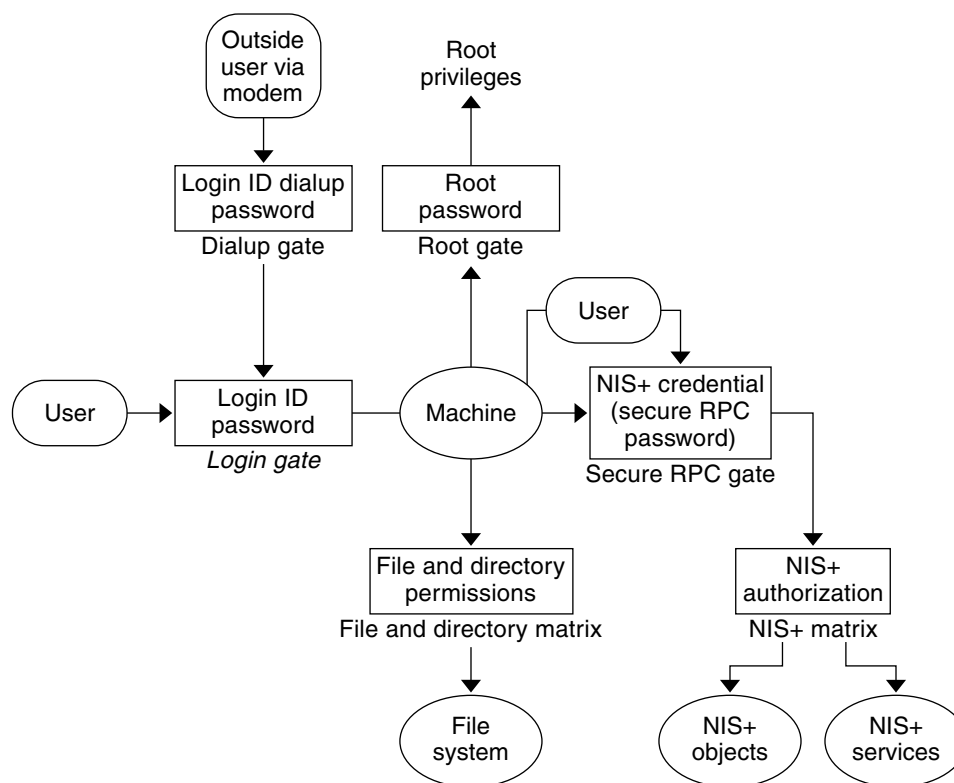 Outside
user via
modem
Root
privileges
Login ID dialup
password
Dialup gate
Root
password
Root gate
User
User
Login ID
password
Login gate
Machine
NIS+ credential
(secure RPC
password)
Secure RPC gate
File and directory
permissions
File and directory matrix
NIS+
authorization
NIS+ matrix
File
system
NIS+
objects
NIS+
services